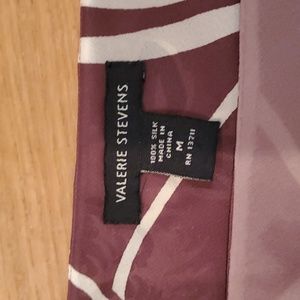 VALERIE STEVENS
100% SILK
MADE IN
CHINA
M
RN 13711